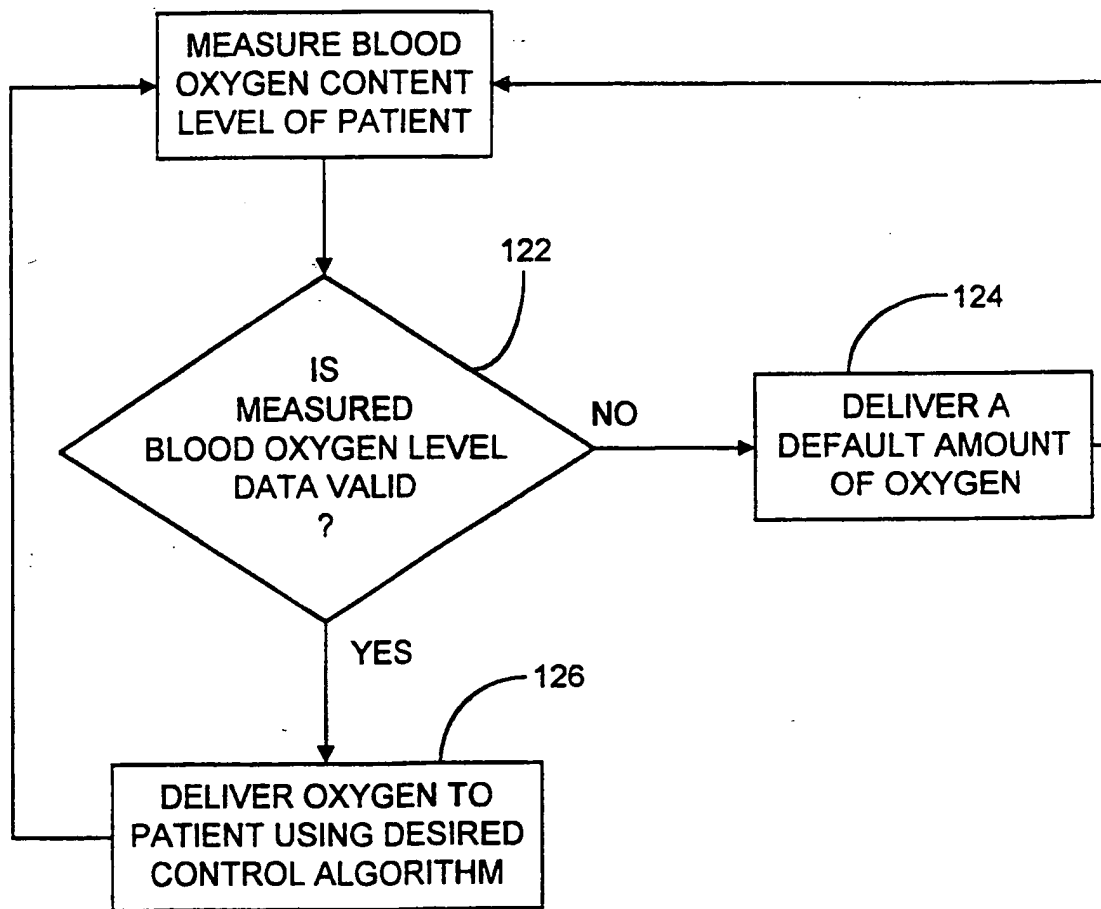 MEASURE BLOOD
OXYGEN CONTENT
LEVEL OF PATIENT
122
IS
MEASURED
BLOOD OXYGEN LEVEL
DATA VALID
?
NO
124
DELIVER A
DEFAULT AMOUNT
OF OXYGEN
YES
126
DELIVER OXYGEN TO
PATIENT USING DESIRED
CONTROL ALGORITHM